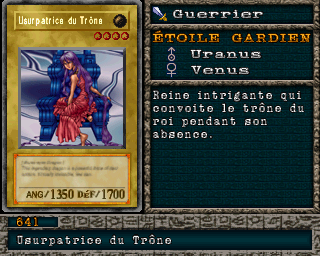 Usurpatrice du Trône
ANG/1350 DÉF/1700
Guerrier
ÉTOILE GARDIEN
Uranus
Venus
Reine intrigante qui
convoite le trône du
roi pendant son
absence.
641
Usurpatrice du Trône